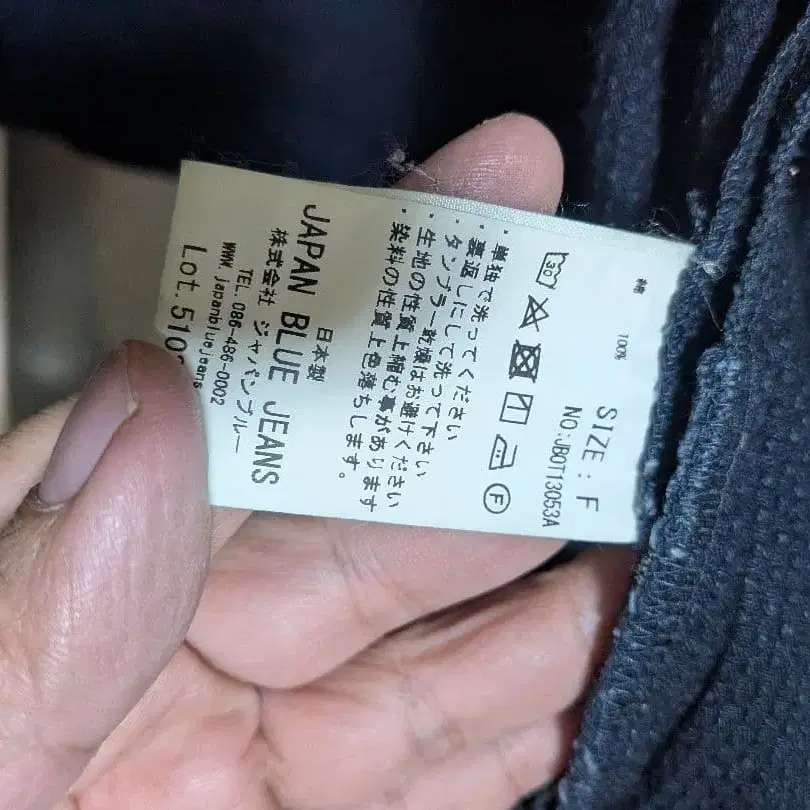 SIZE : F
NO:JBOT13053A
綿 100%
30
F
・単独で洗ってください
・裏返しにして洗って下さい
・タンブラー乾燥はお避けください
・生地の性質上縮む事があります
・染料の性質上色落ちします。
日本製
JAPAN BLUE JEANS
株式会社 ジャパンブルー
TEL.086-486-0002
www.japanbluejeans
Lot.510